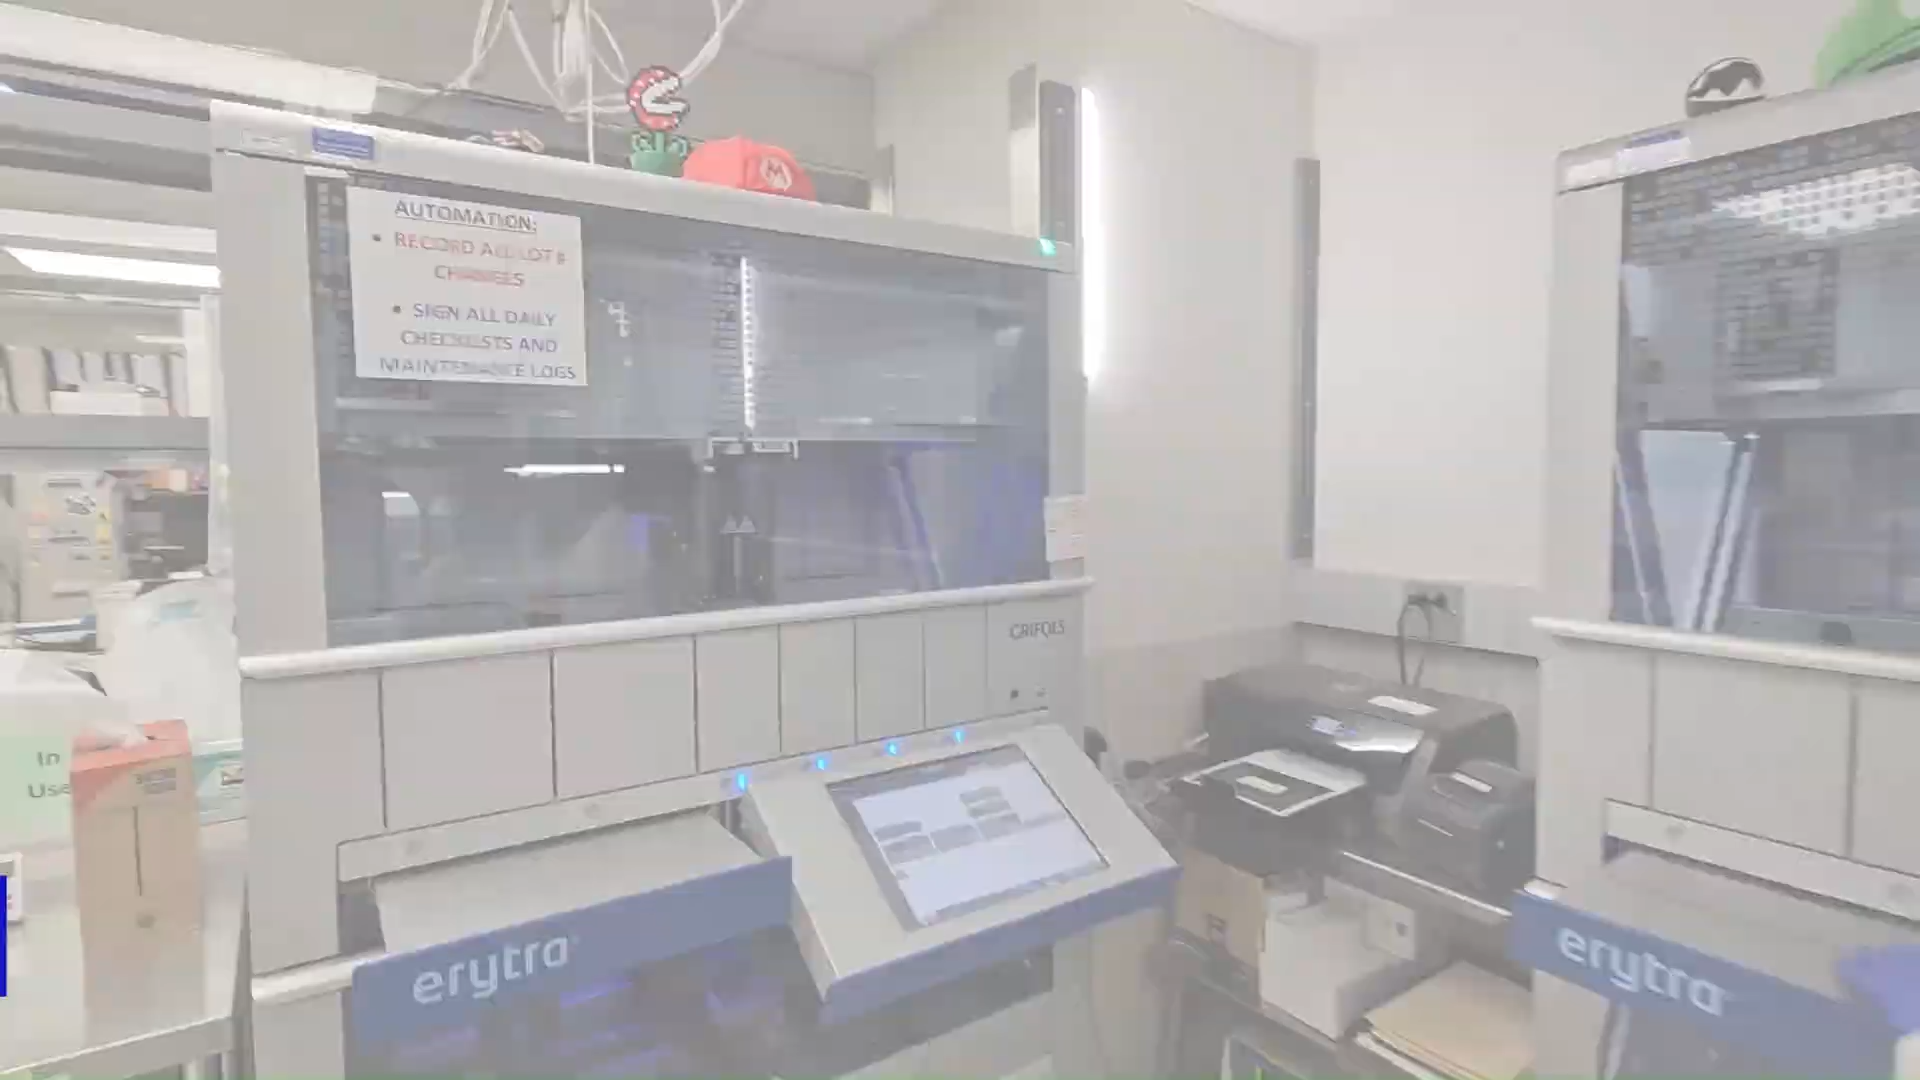 AUTOMATION:
• RECORD ALL LOT #
CHANGES
• SIGN ALL DAILY
CHECKLISTS AND
MAINTENANCE LOGS
M
GRIFOLS
In
Use
erytra
erytra